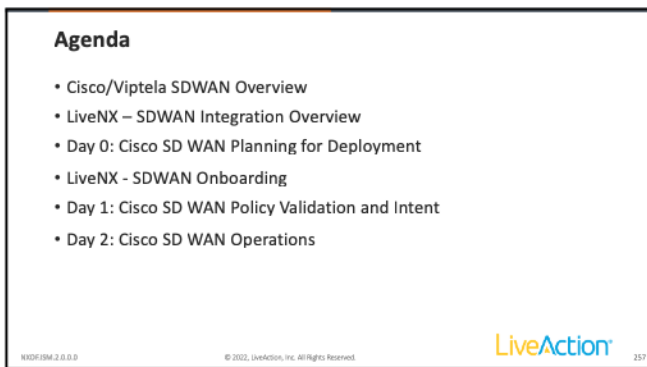 Agenda
• Cisco/Viptela SDWAN Overview
• LiveNX – SDWAN Integration Overview
• Day 0: Cisco SD WAN Planning for Deployment
• LiveNX - SDWAN Onboarding
• Day 1: Cisco SD WAN Policy Validation and Intent
• Day 2: Cisco SD WAN Operations
LiveAction
NXDF.ISM.2.0.0.0 © 2022, LiveAction, Inc. All Rights Reserved. 257